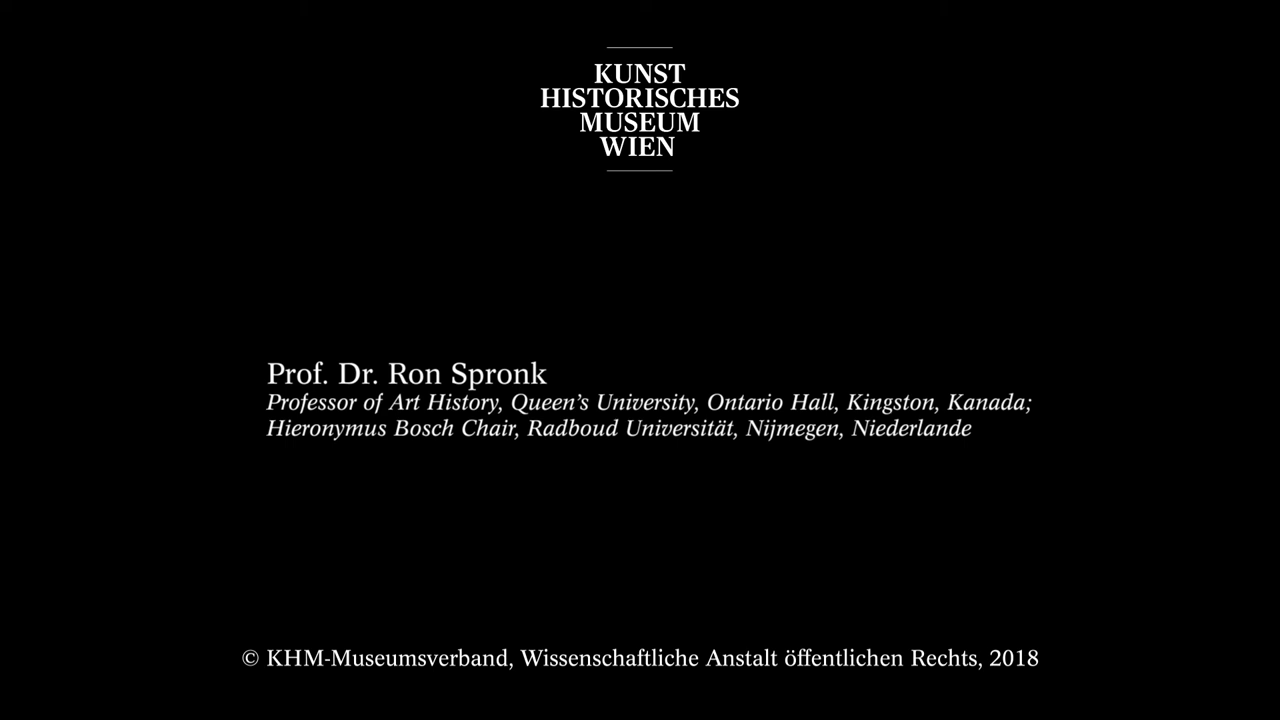 KUNST
HISTORISCHES
MUSEUM
WIEN
Prof. Dr. Ron Spronk
Professor of Art History, Queen’s University, Ontario Hall, Kingston, Kanada;
Hieronymus Bosch Chair, Radboud Universität, Nijmegen, Niederlande
© KHM-Museumsverband, Wissenschaftliche Anstalt öffentlichen Rechts, 2018